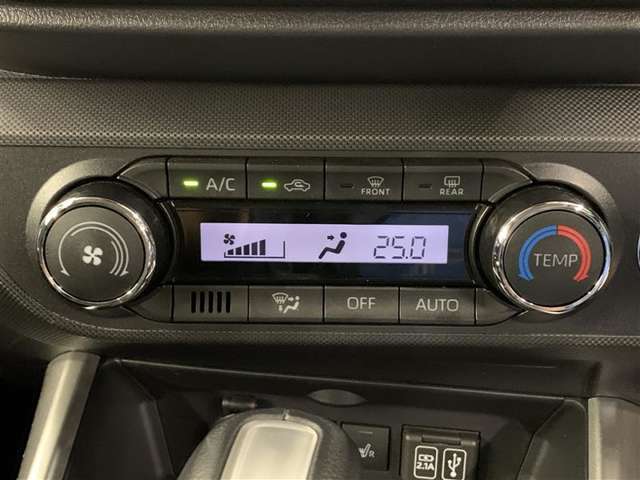 A/C FRONT REAR
25.0
TEMP
OFF AUTO
R
2.1A